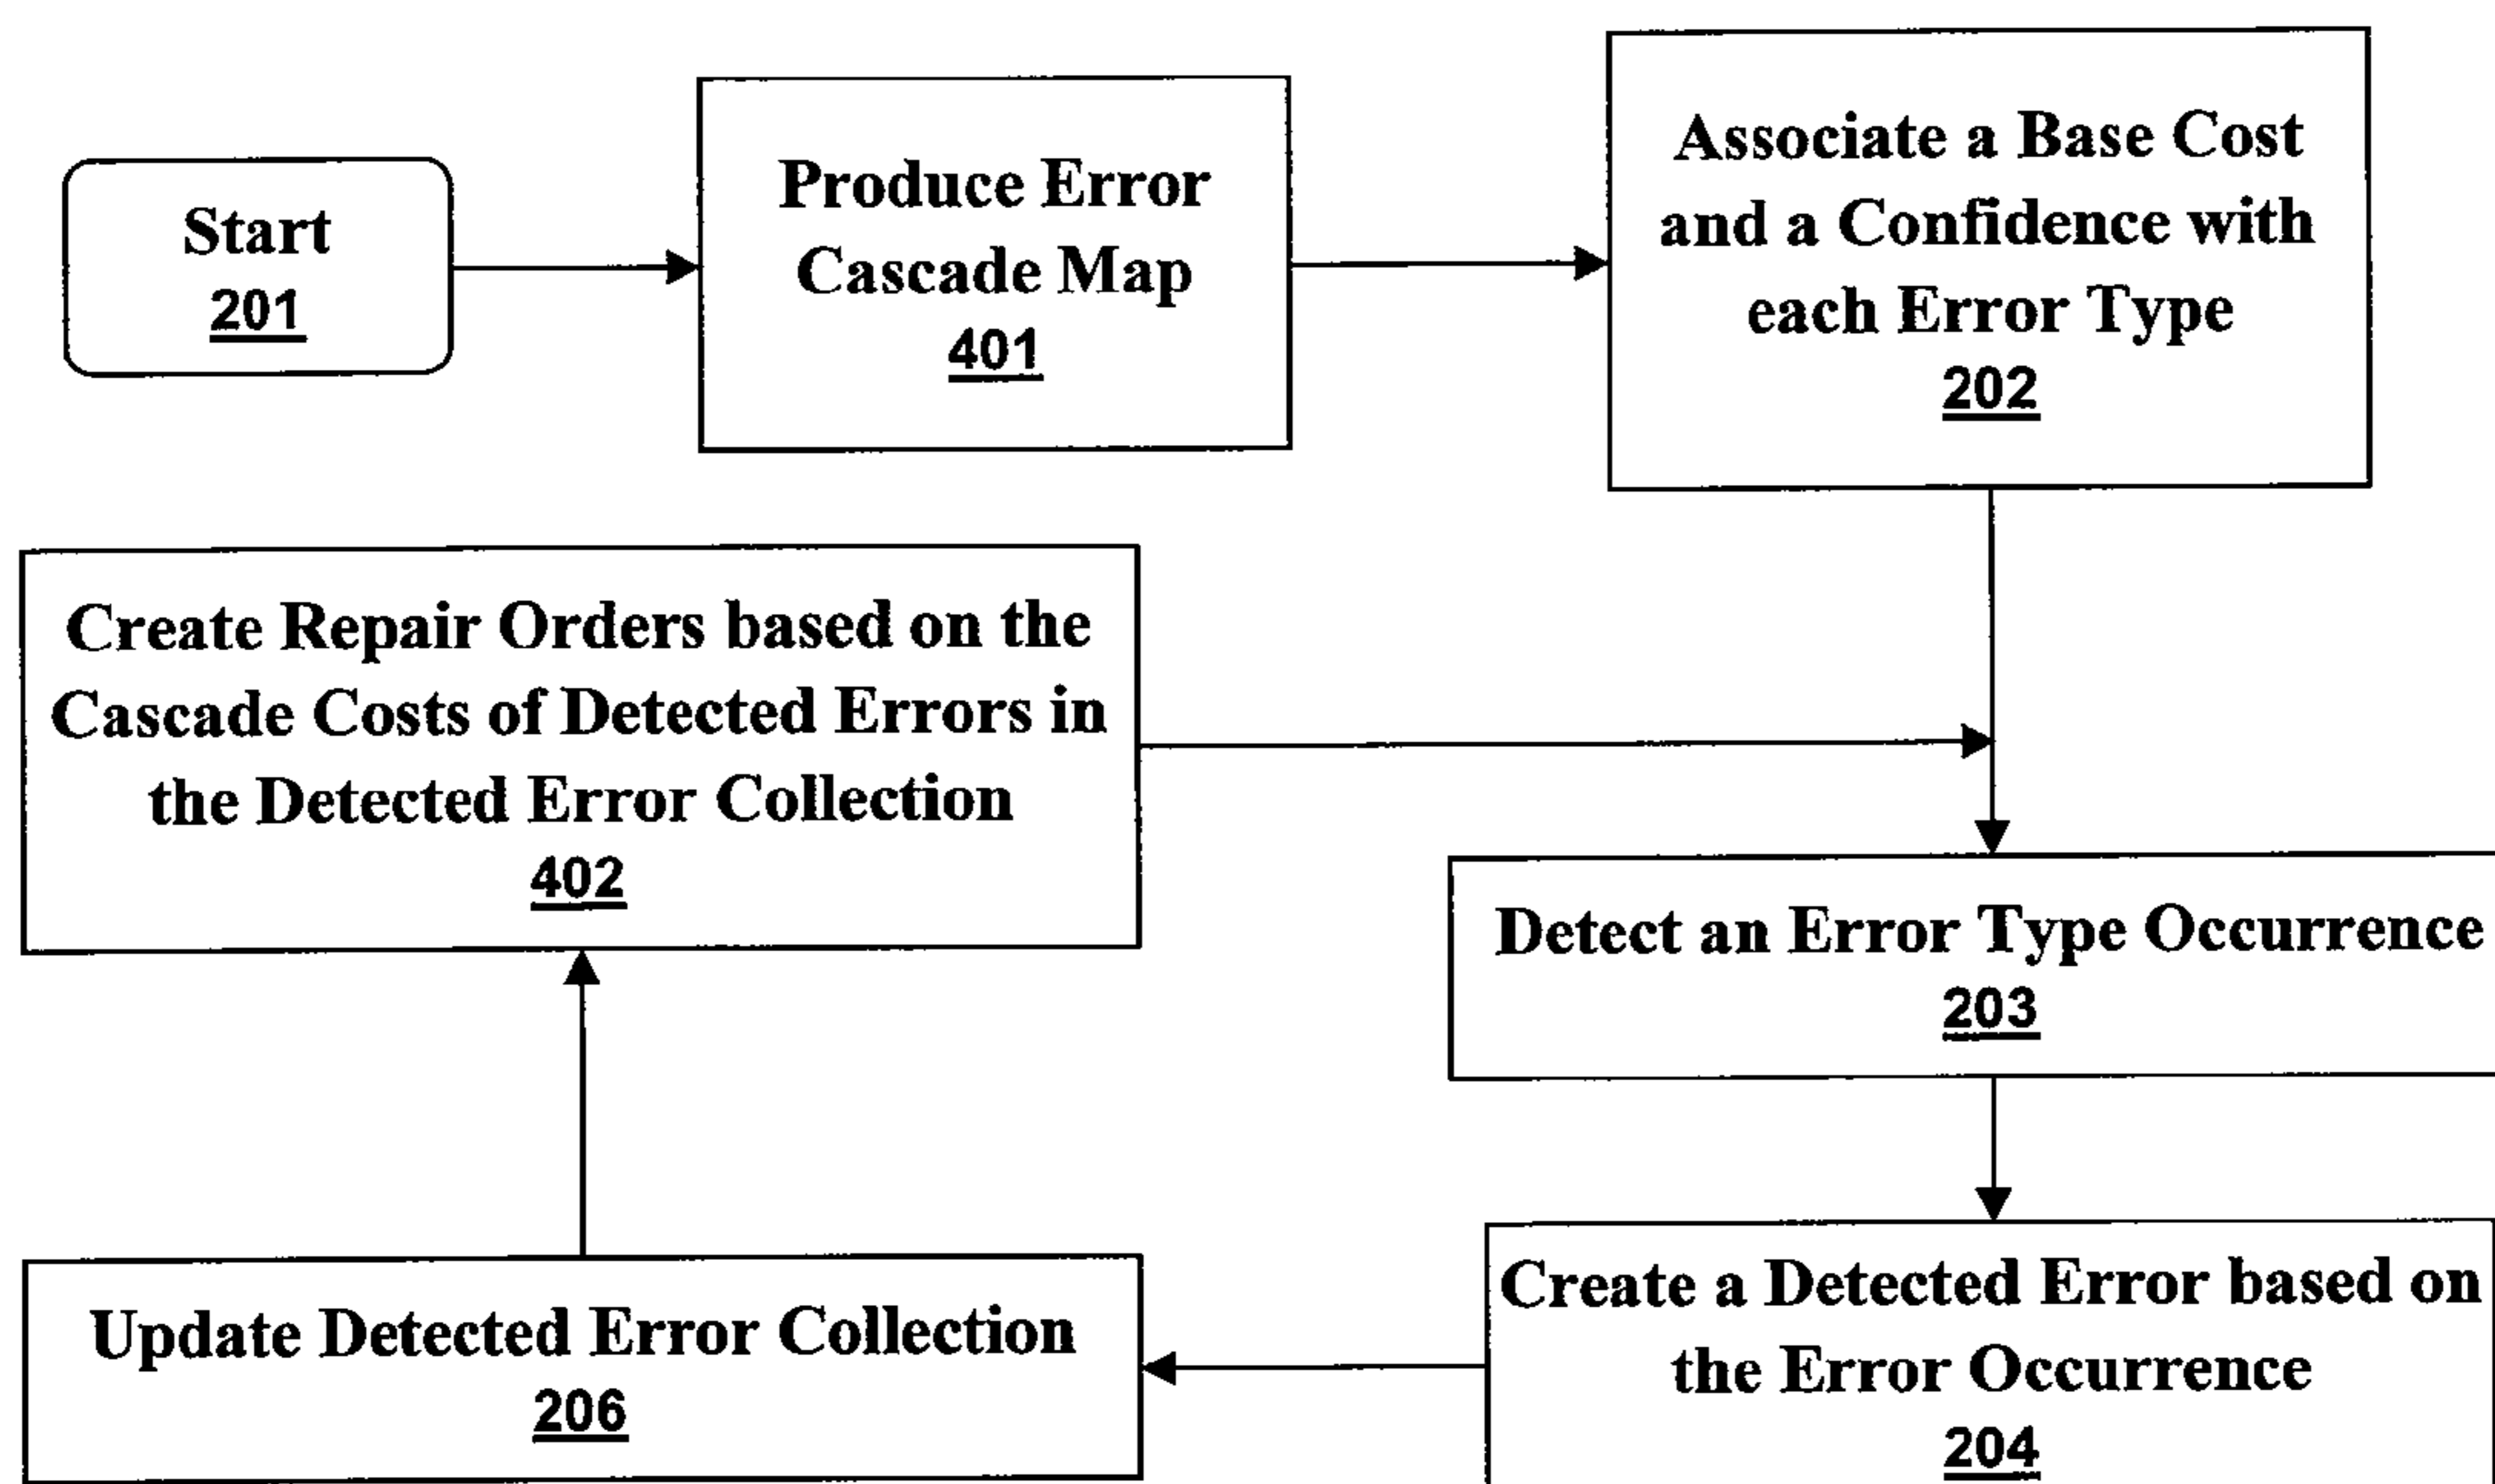 Start
201
Produce Error
Cascade Map
401
Associate a Base Cost
and a Confidence with
each Error Type
202
Create Repair Orders based on the
Cascade Costs of Detected Errors in
the Detected Error Collection
402
Detect an Error Type Occurrence
203
Update Detected Error Collection
206
Create a Detected Error based on
the Error Occurrence
204